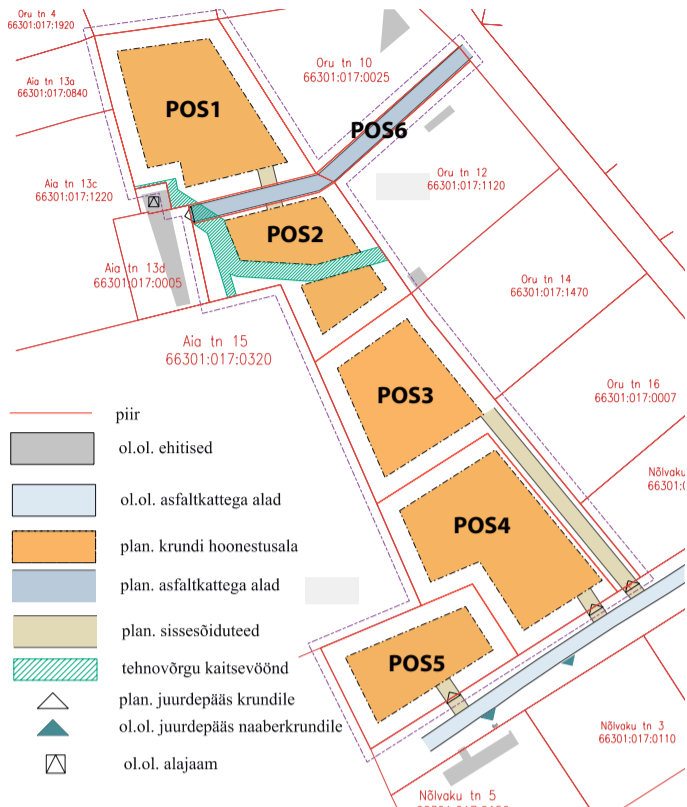 Oru tn 4
66301:017:1920
Oru tn 10
66301:017:0025
Aia tn 13a
66301:017:0840
POS1
POS6
Aia tn 13c
66301:017:1220
Oru tn 12
66301:017:1120
POS2
Aia tn 13d
66301:017:0005
Oru tn 14
66301:017:1470
Aia tn 15
66301:017:0320
POS3
Oru tn 16
66301:017:0007
piir
ol.ol. ehitised
Nõlvaku
66301:0
ol.ol. asfaltkattega alad
POS4
plan. krundi hoonestusala
plan. asfaltkattega alad
plan. sissesõiduteed
tehnovõrgu kaitsevöönd
POS5
plan. juurdepääs krundile
ol.ol. juurdepääs naaberkrundile
Nõlvaku tn 3
66301:017:0110
ol.ol. alajaam
Nõlvaku tn 5